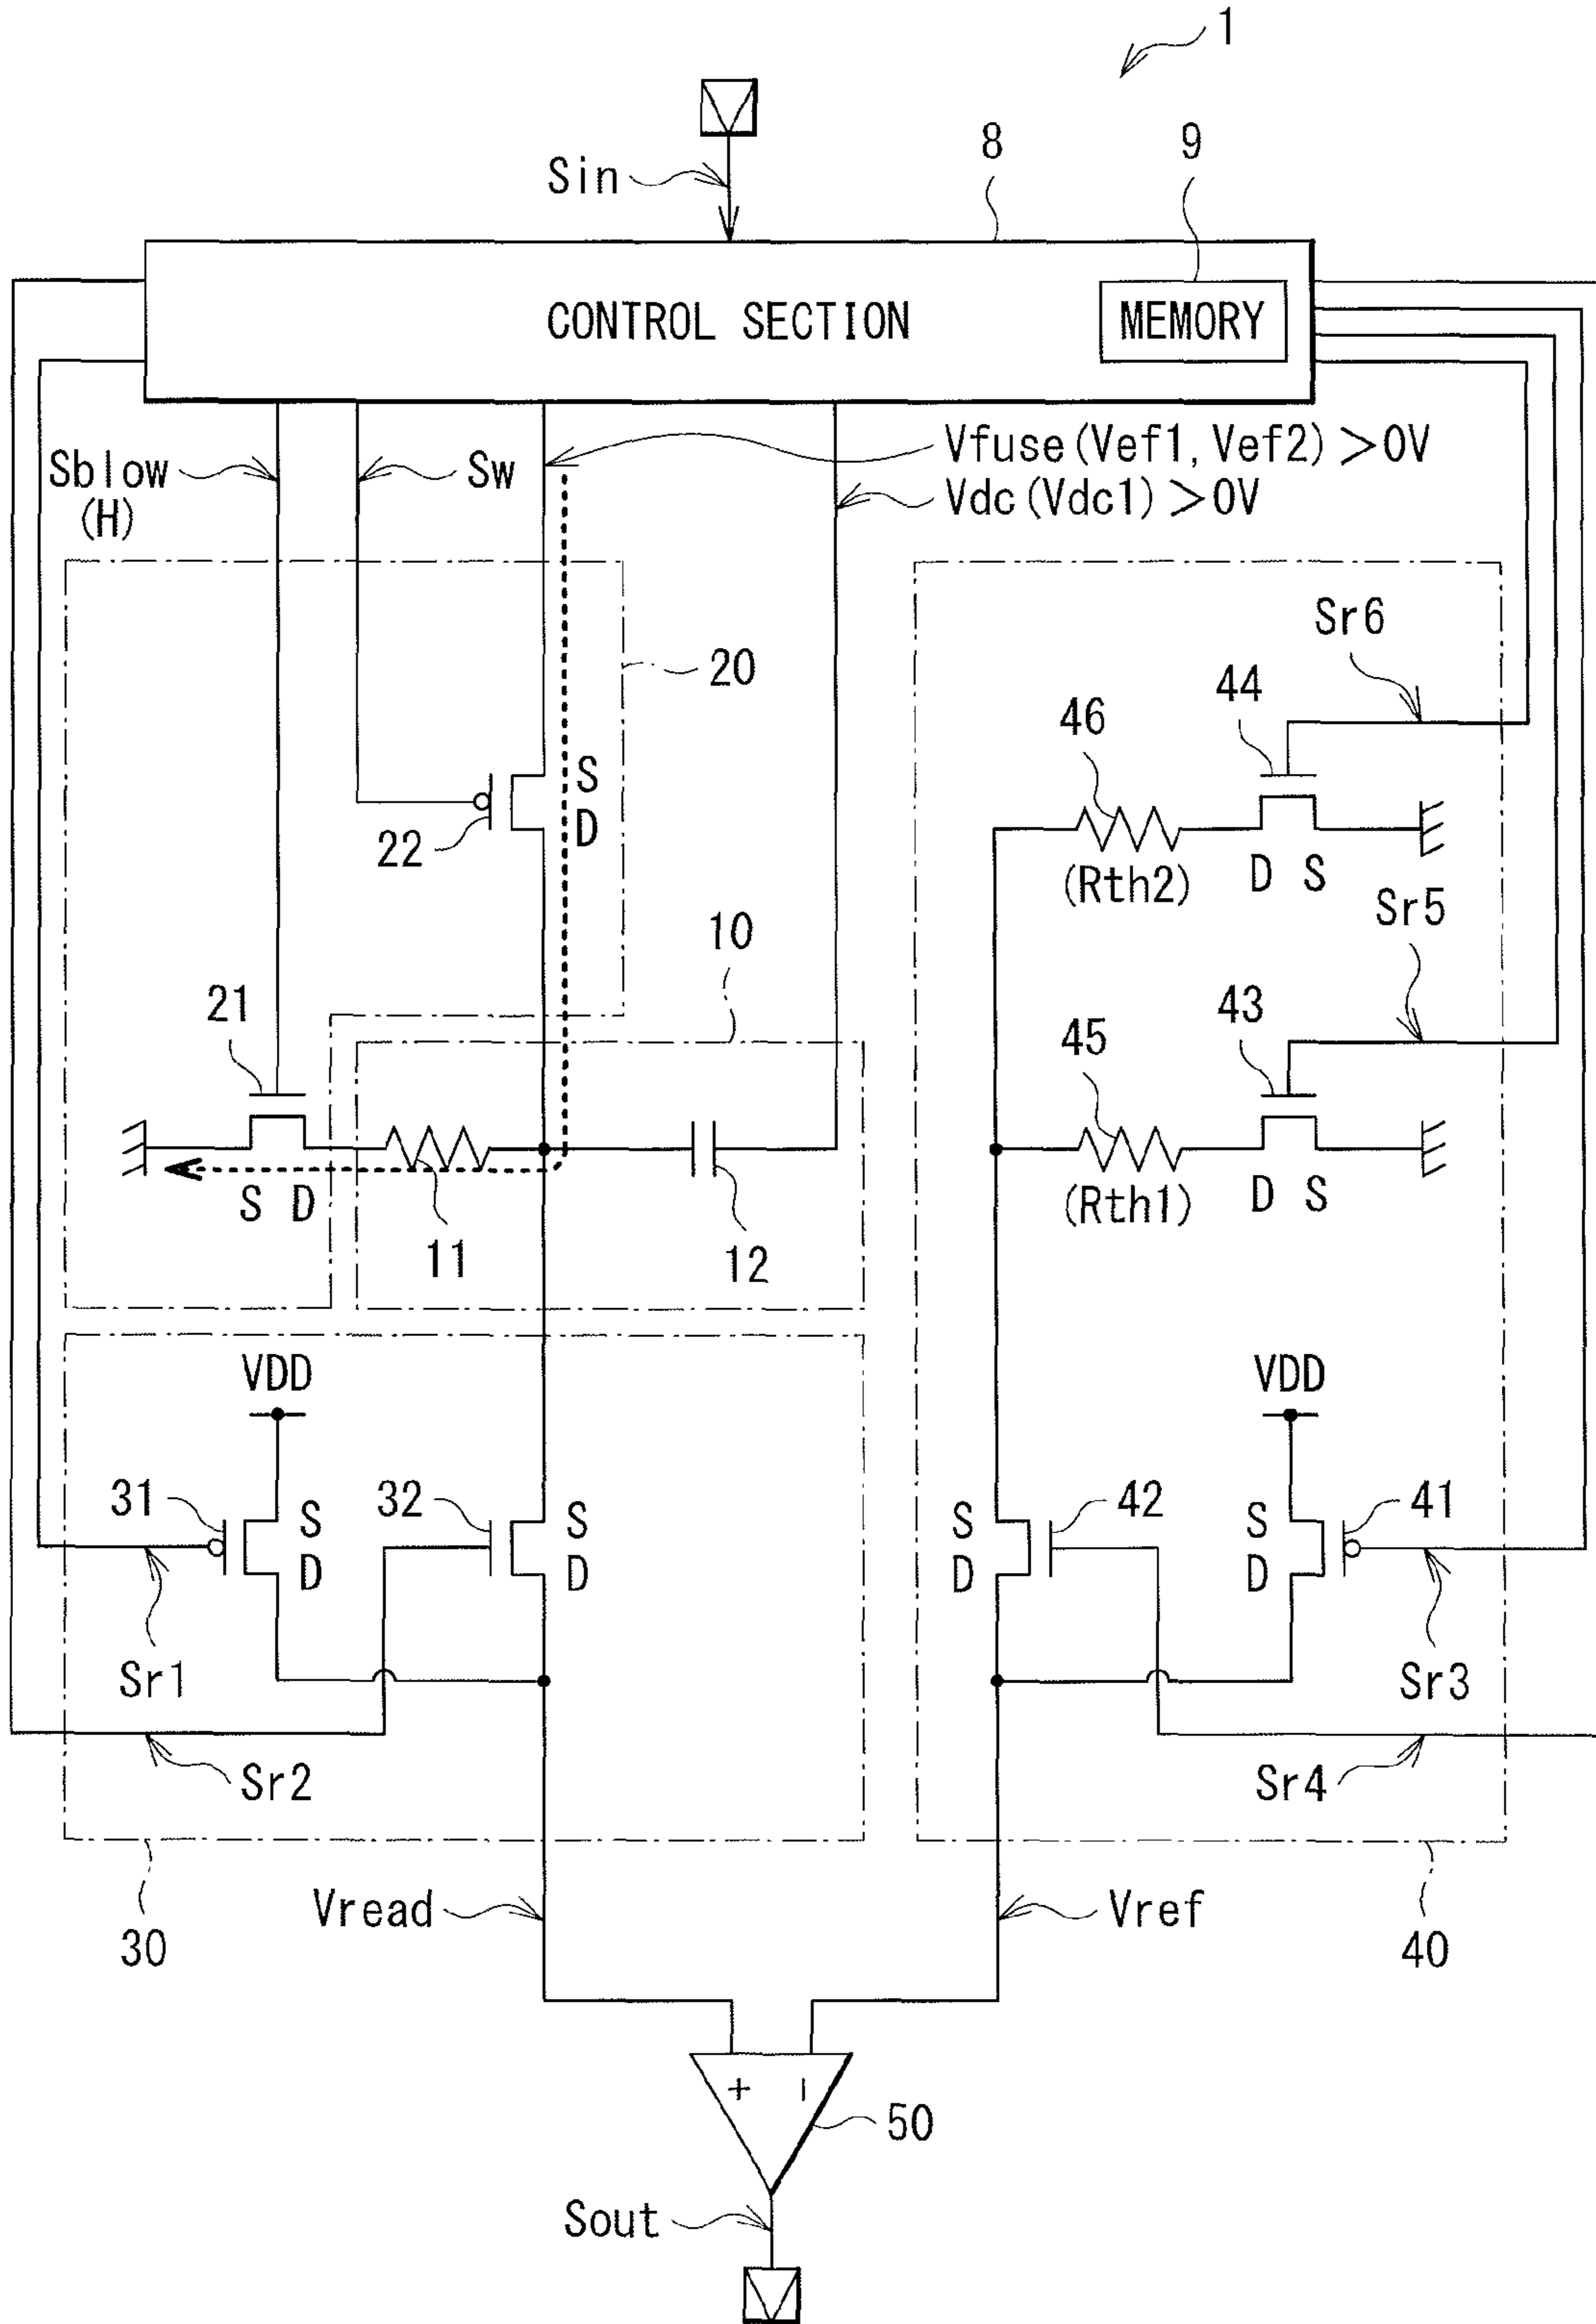 1
Sin
8
9
CONTROL SECTION
MEMORY
Sblow
(H)
Sw
Vfuse(Vef1, Vef2)>0V
Vdc(Vdc1)>0V
Sr6
20
44
46
S
D
22
(Rth2)
D S
Sr5
10
21
45
43
S D
11
12
(Rth1)
D S
VDD
VDD
31
S
D
32
S
D
S
D
42
S
D
41
Sr1
Sr3
Sr2
Sr4
30
Vread
Vref
40
+ −
50
Sout